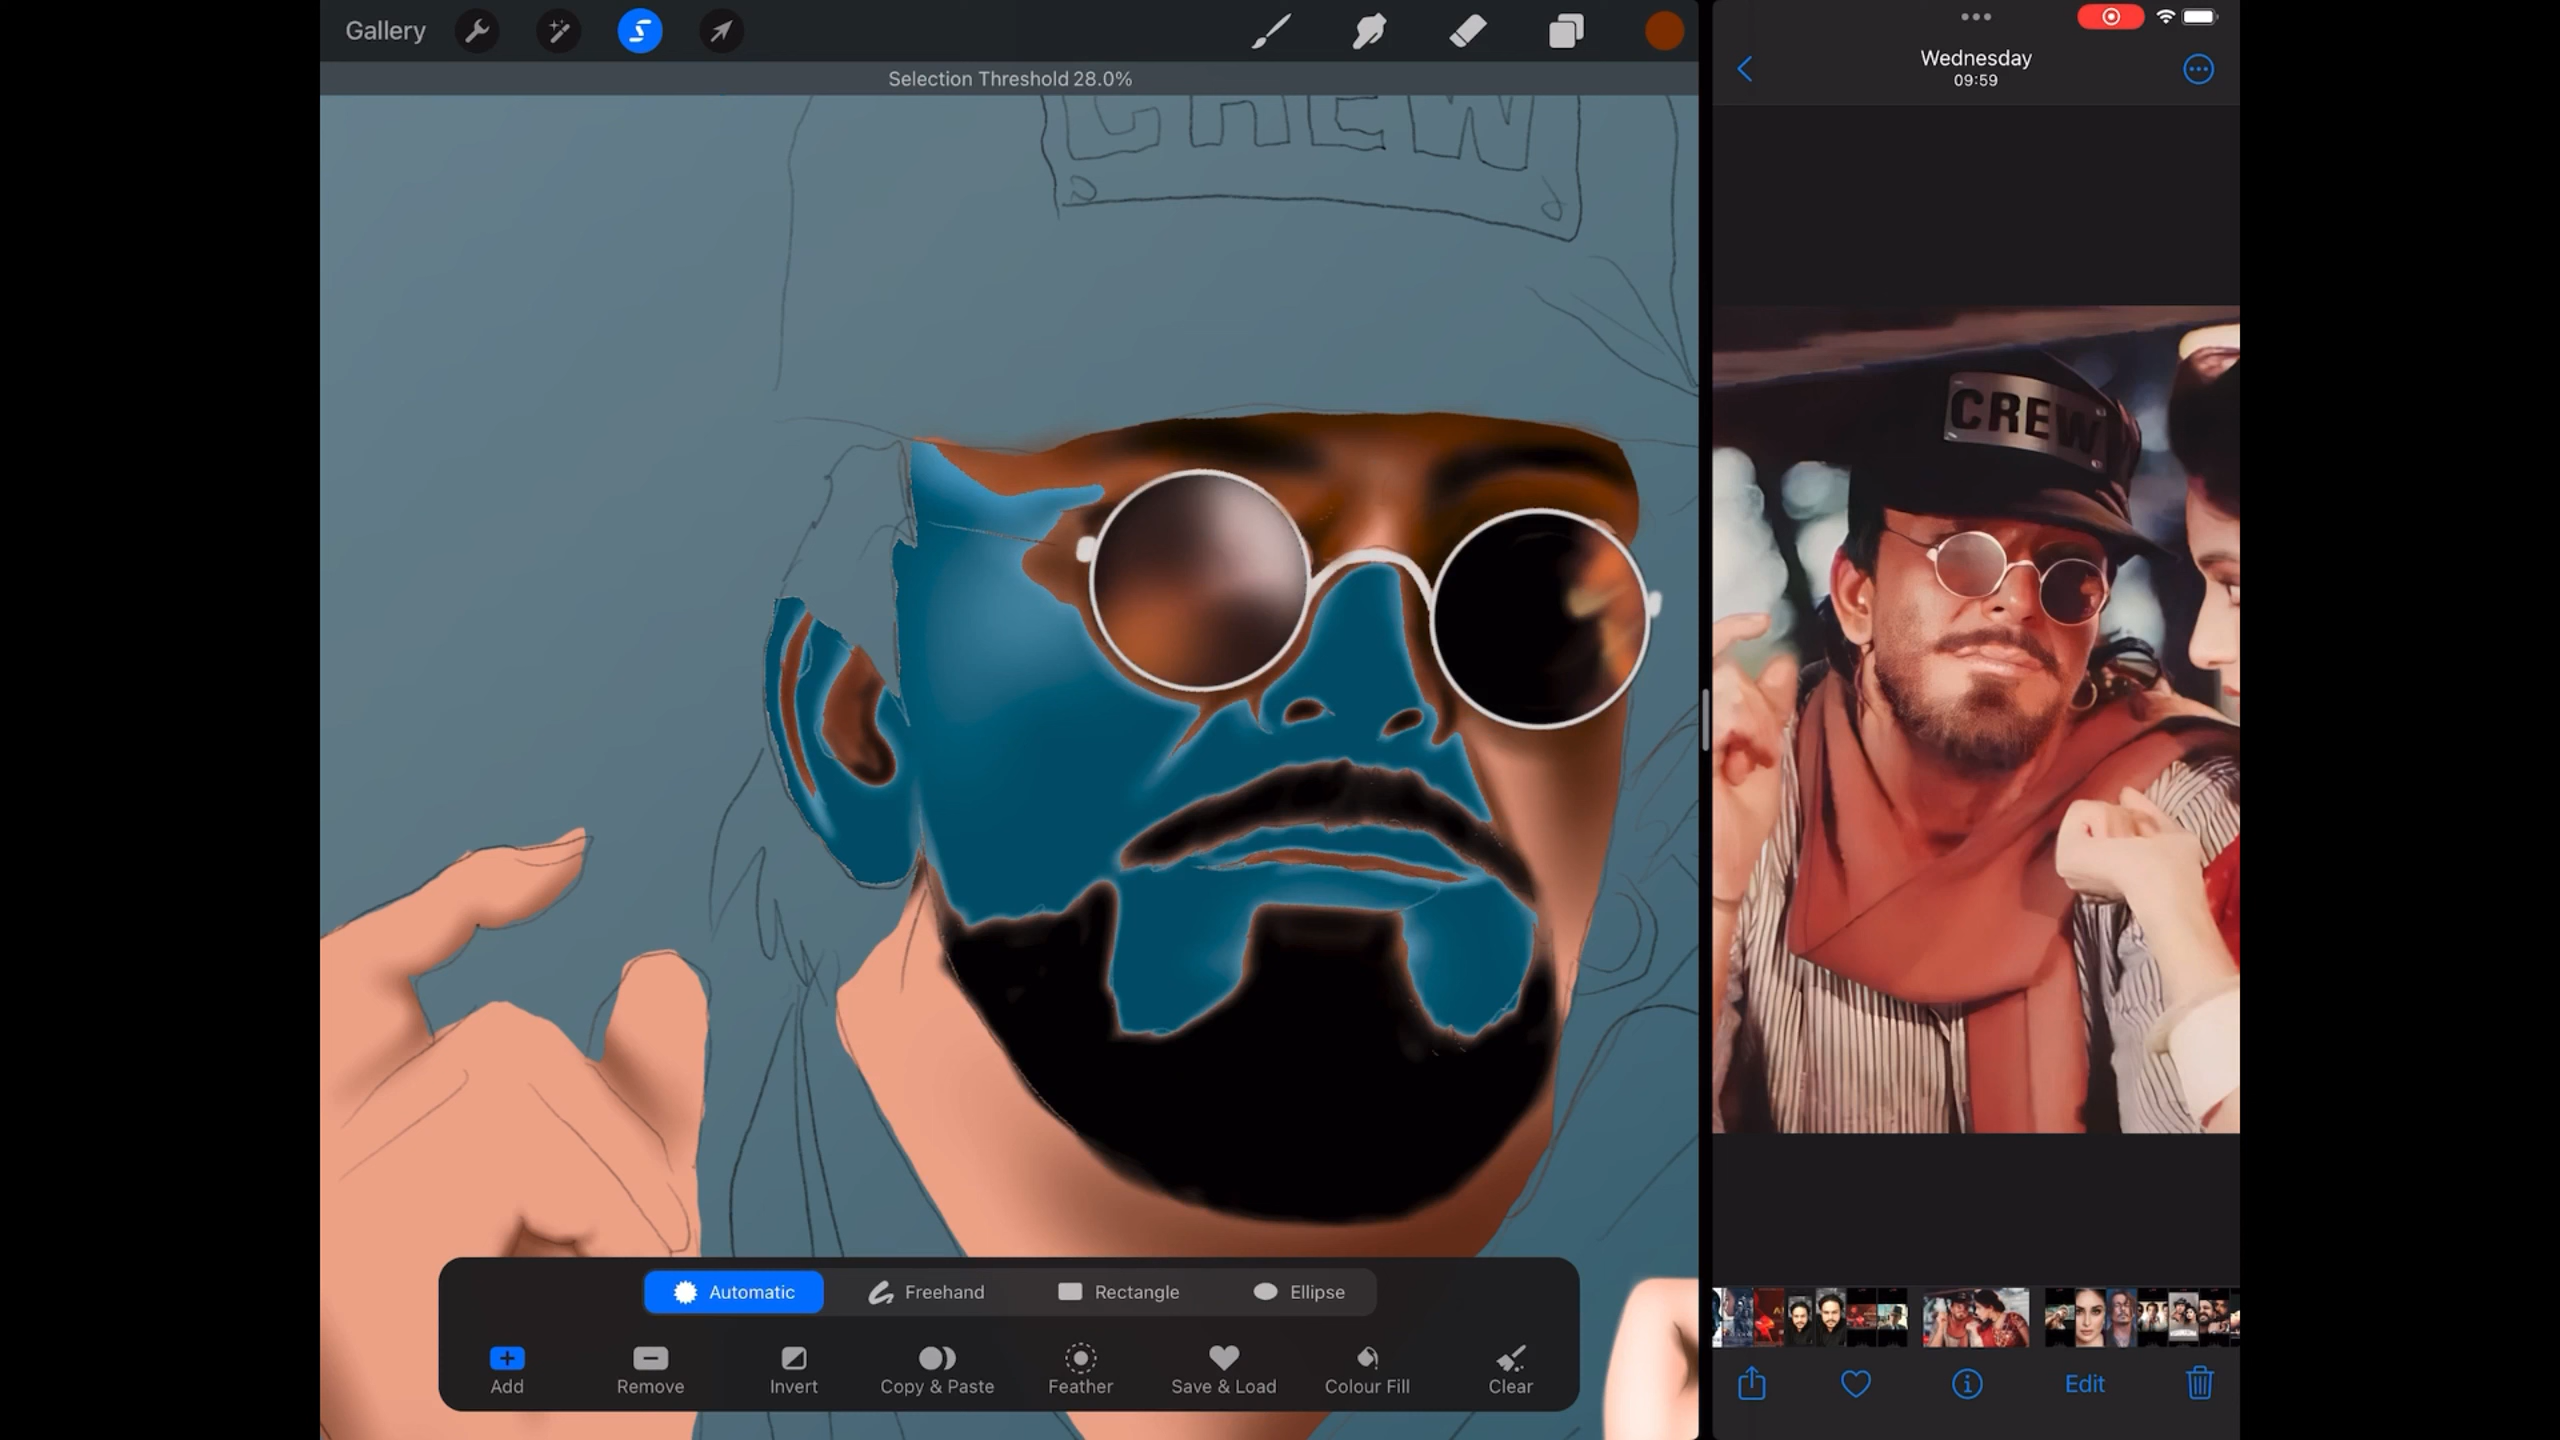 Gallery
Selection Threshold 28.0%
CREW
Wednesday
09:59
CREW
Automatic
Freehand
Rectangle
Ellipse
Add
Remove
Invert
Copy & Paste
Feather
Save & Load
Colour Fill
Clear
Edit